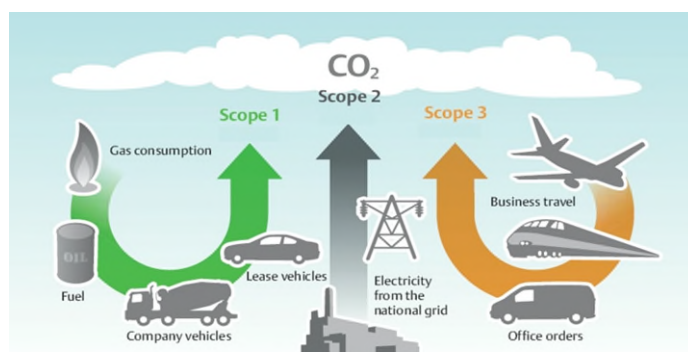 CO₂
Scope 2
Scope 1
Scope 3
Gas consumption
OIL
Fuel
Lease vehicles
Company vehicles
Electricity
from the
national grid
Business travel
Office orders